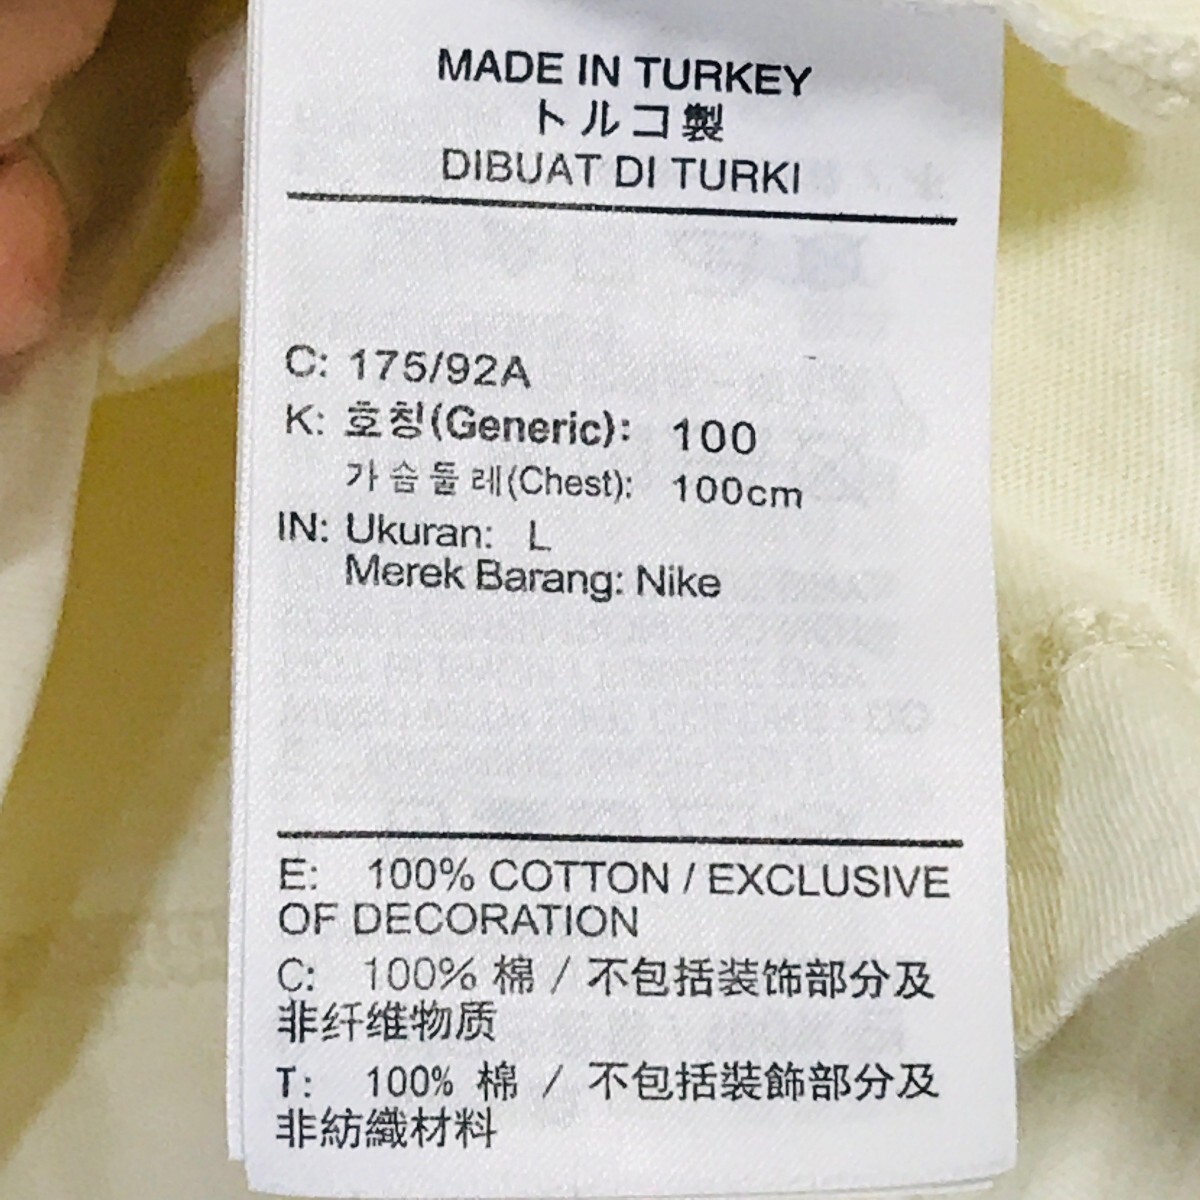 MADE IN TURKEY
トルコ製
DIBUAT DI TURKI
C: 175/92A
K: 호칭(Generic): 100
가슴둘레(Chest): 100cm
IN: Ukuran: L
Merek Barang: Nike
E: 100% COTTON / EXCLUSIVE
OF DECORATION
C: 100% 棉 / 不包括装饰部分及
非纤维物质
T: 100% 棉 / 不包括裝飾部分及
非紡織材料